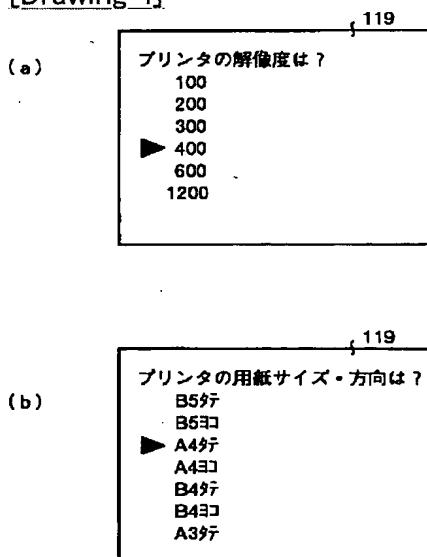 [Drawing 4]
119
(a)
プリンタの解像度は？
100
200
300
▶ 400
600
1200
119
(b)
プリンタの用紙サイズ・方向は？
B5ﾀﾃ
B5ﾖｺ
▶ A4ﾀﾃ
A4ﾖｺ
B4ﾀﾃ
B4ﾖｺ
A3ﾀﾃ